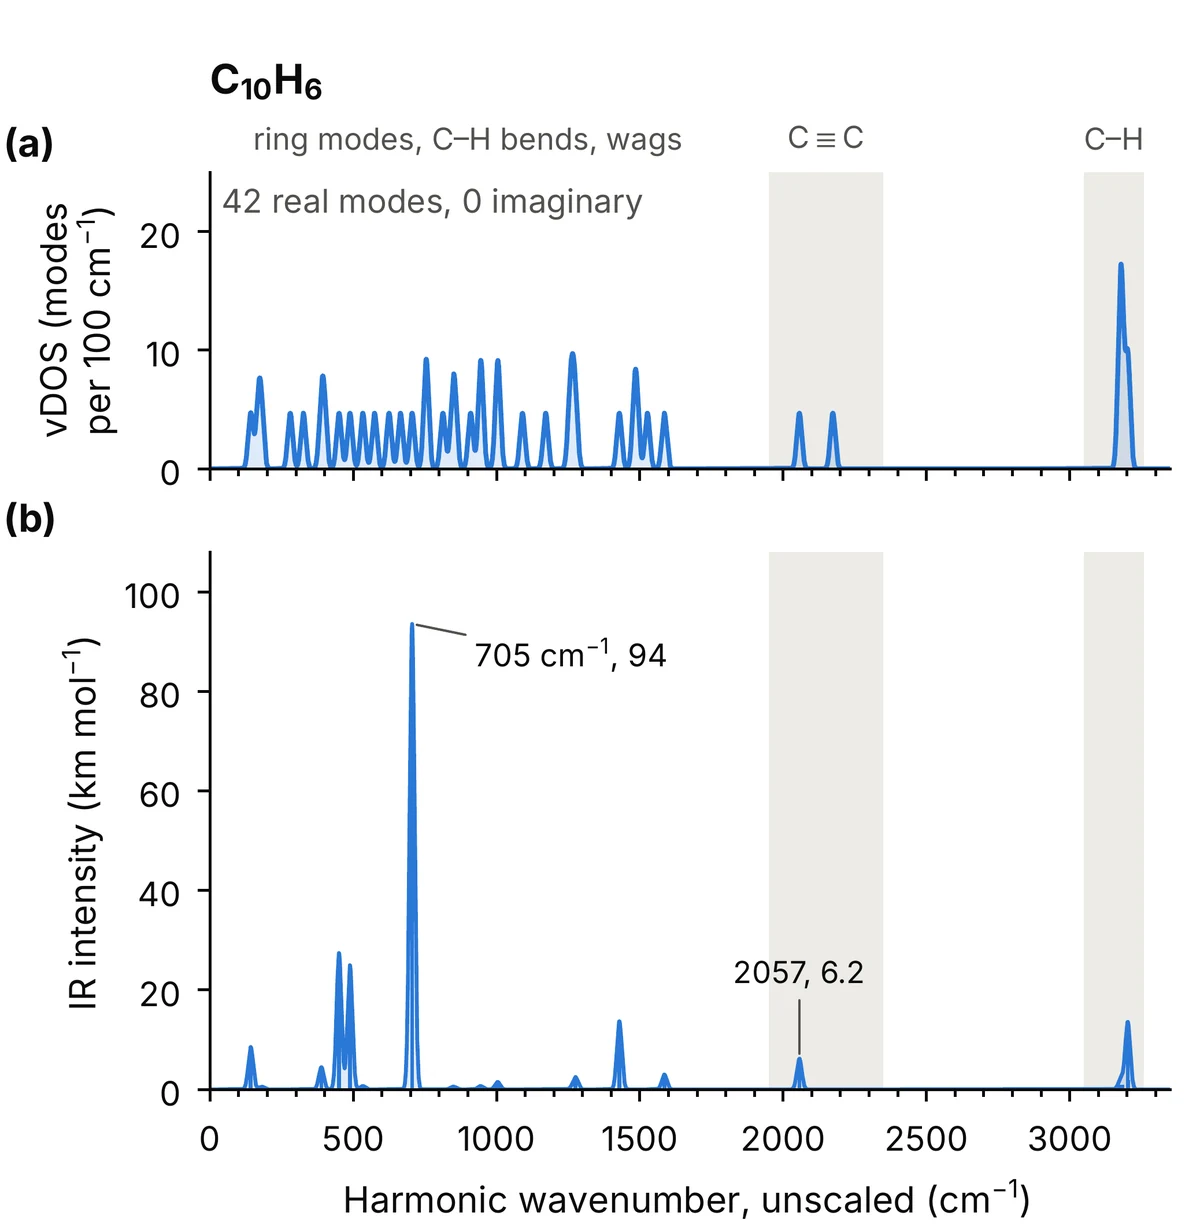 C₁₀H₆
(a)
ring modes, C–H bends, wags
C≡C
C–H
42 real modes, 0 imaginary
vDOS (modes
per 100 cm⁻¹)
20
10
0
(b)
100
80
60
40
20
0
IR intensity (km mol⁻¹)
705 cm⁻¹, 94
2057, 6.2
0 500 1000 1500 2000 2500 3000
Harmonic wavenumber, unscaled (cm⁻¹)